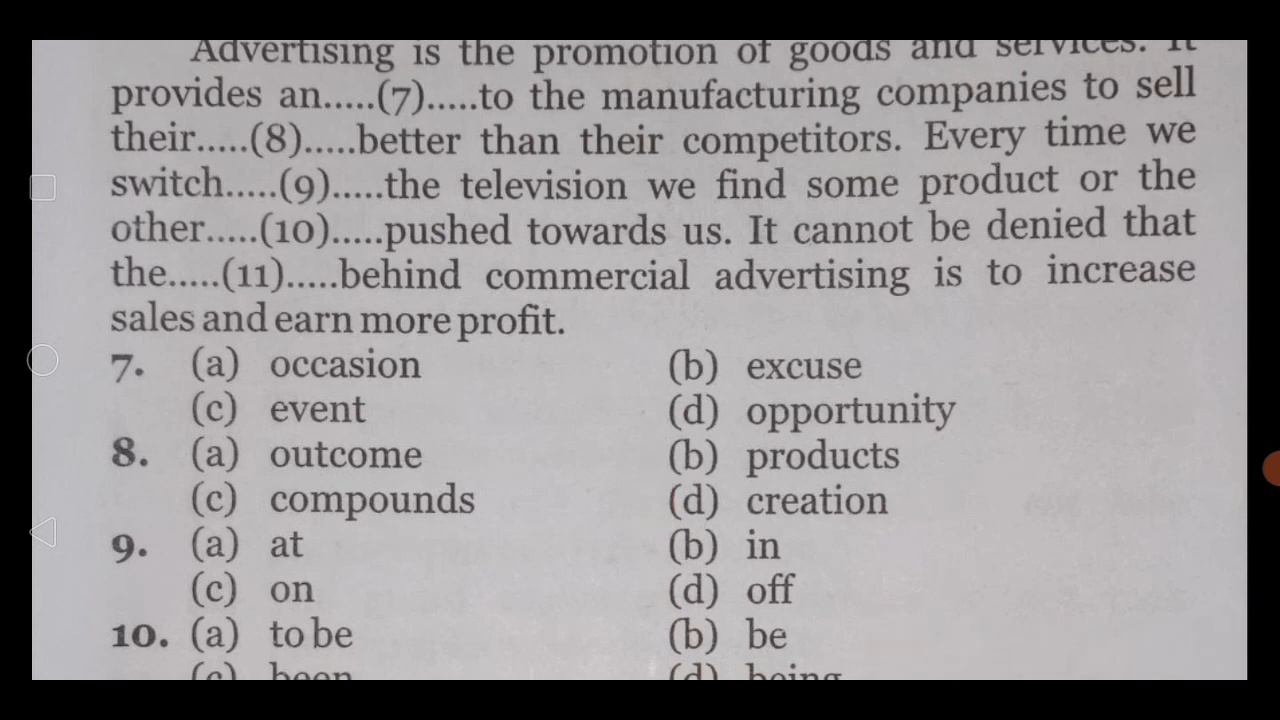 Advertising is the promotion of goods and services. It
provides an.....(7).....to the manufacturing companies to sell
their.....(8).....better than their competitors. Every time we
switch.....(9).....the television we find some product or the
other.....(10).....pushed towards us. It cannot be denied that
the.....(11).....behind commercial advertising is to increase
sales and earn more profit.
7. (a) occasion (b) excuse
(c) event (d) opportunity
8. (a) outcome (b) products
(c) compounds (d) creation
9. (a) at (b) in
(c) on (d) off
10. (a) to be (b) be
(c) been (d) being